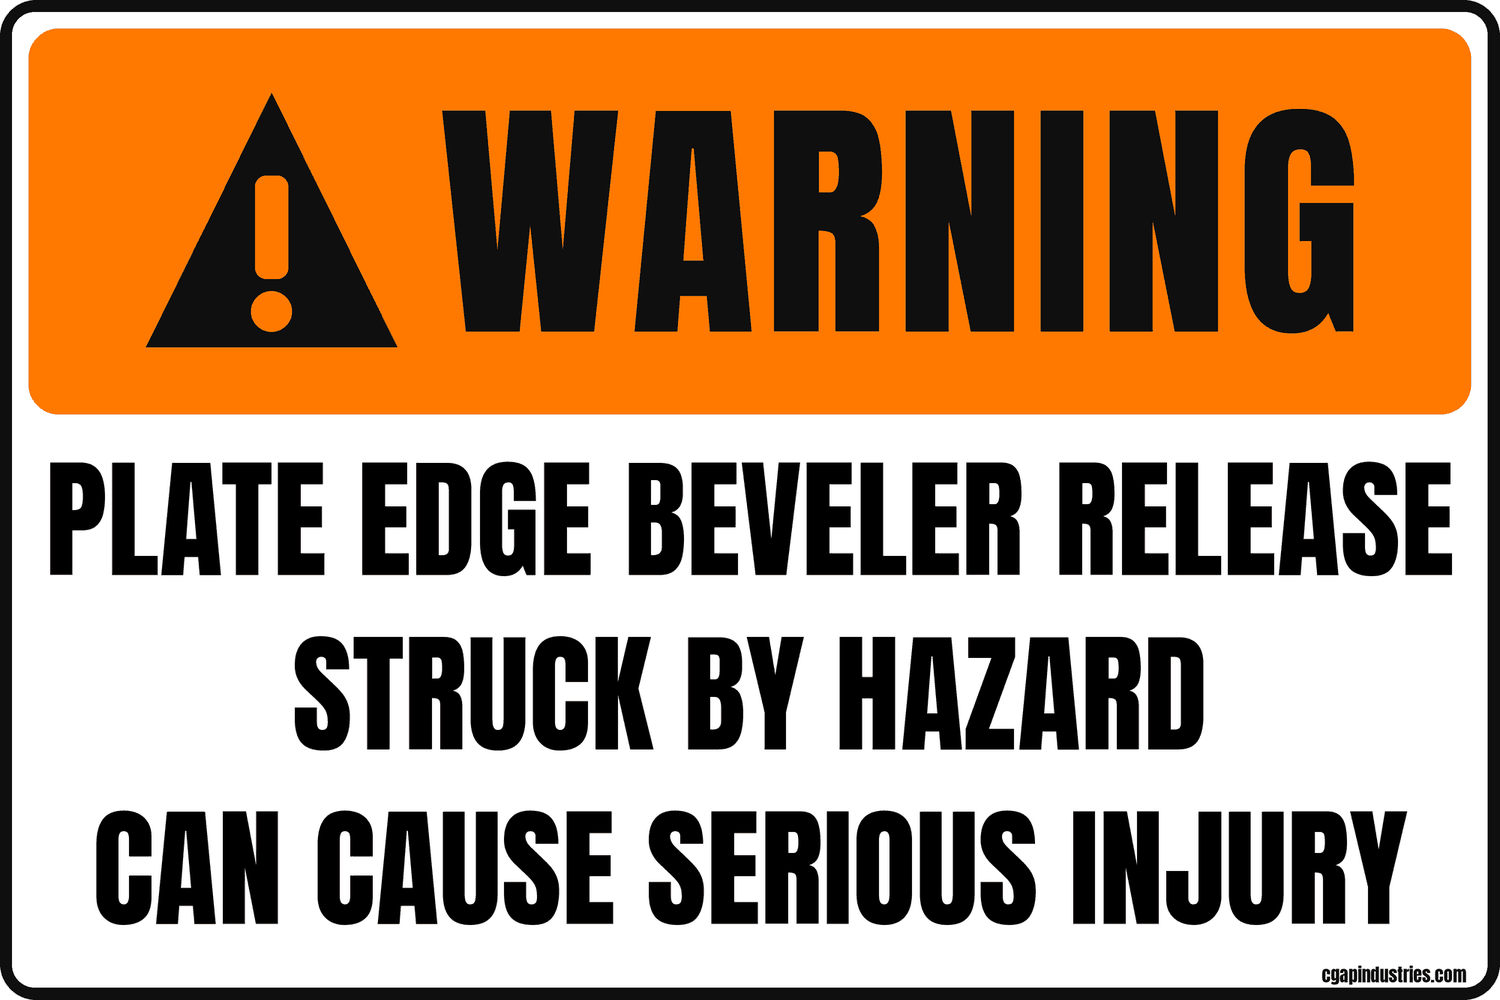 WARNING
PLATE EDGE BEVELER RELEASE
STRUCK BY HAZARD
CAN CAUSE SERIOUS INJURY
cgapindustries.com